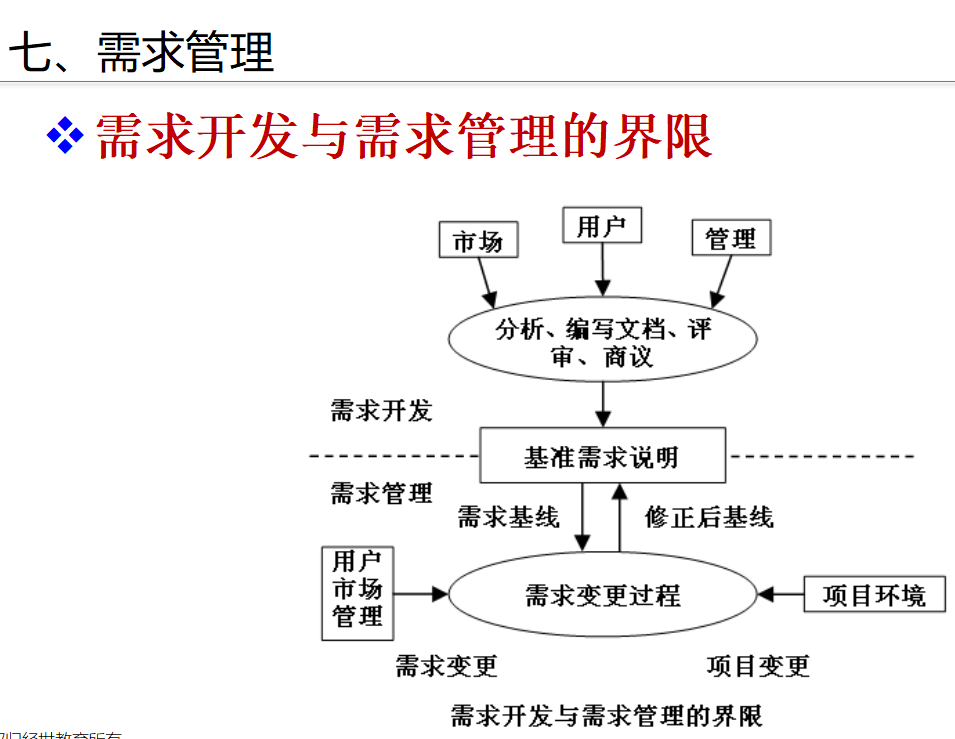 七、需求管理
需求开发与需求管理的界限
市场
用户
管理
分析、编写文档、评
审、商议
需求开发
基准需求说明
需求管理
需求基线
修正后基线
用户
市场
管理
需求变更过程
项目环境
需求变更
项目变更
需求开发与需求管理的界限